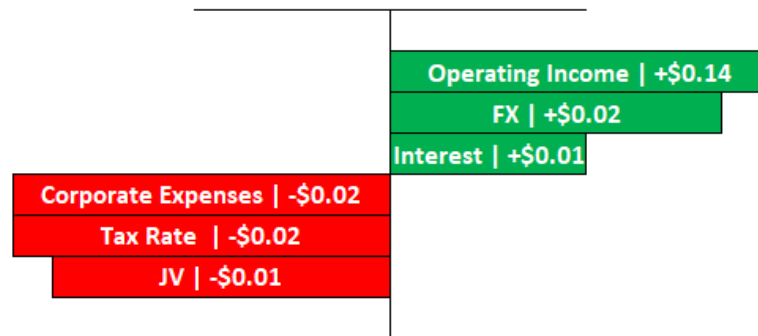 Operating Income | +$0.14
FX | +$0.02
Interest | +$0.01
Corporate Expenses | -$0.02
Tax Rate | -$0.02
JV | -$0.01